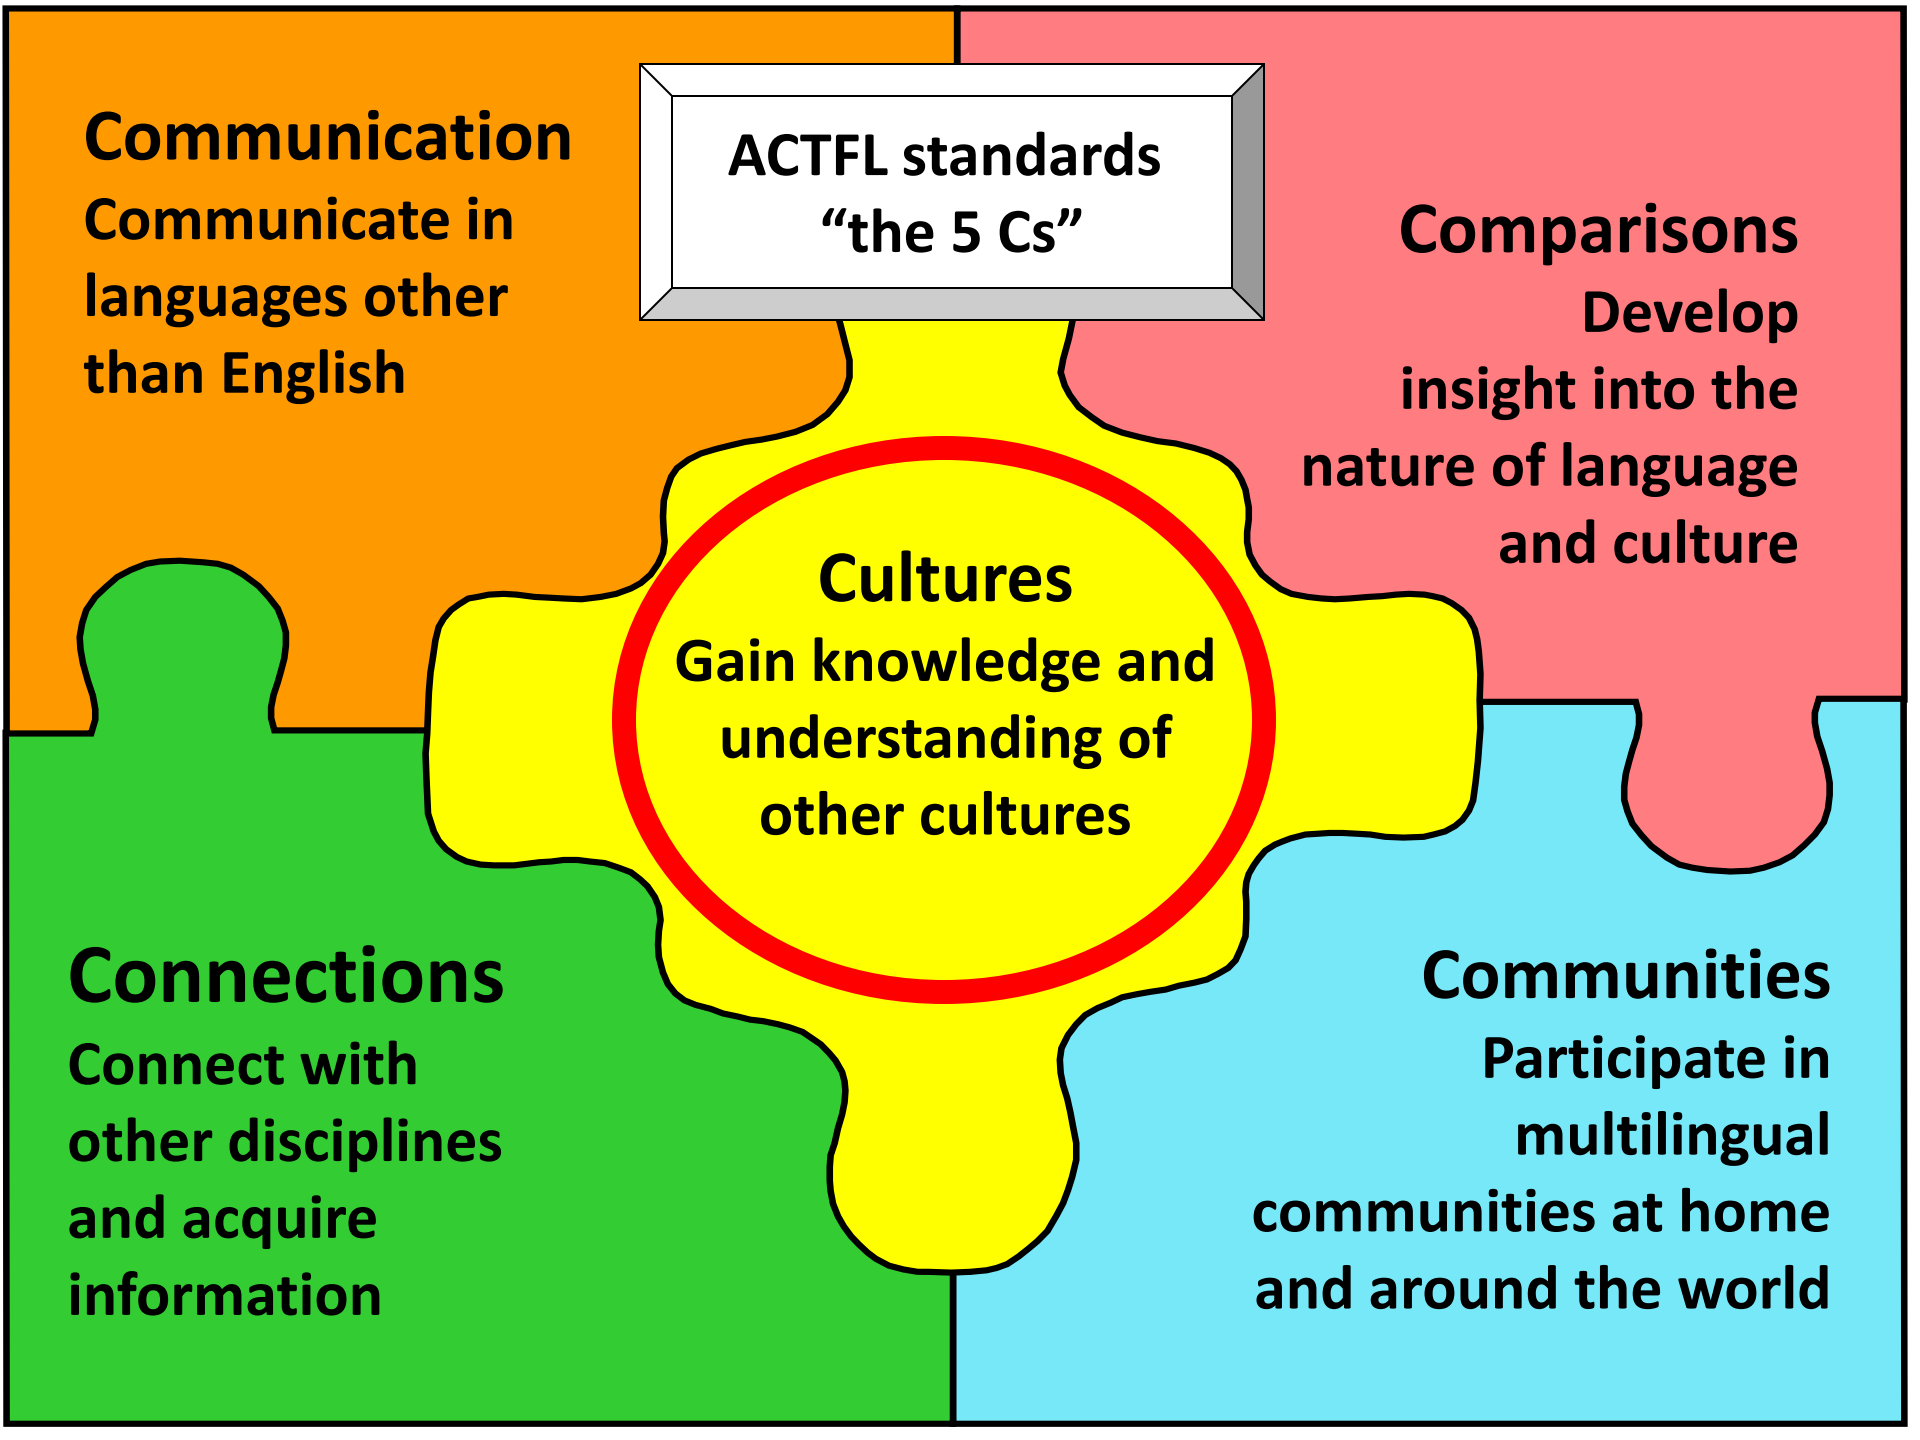 ACTFL standards
“the 5 Cs”
Communication
Communicate in
languages other
than English
Comparisons
Develop
insight into the
nature of language
and culture
Cultures
Gain knowledge and
understanding of
other cultures
Connections
Connect with
other disciplines
and acquire
information
Communities
Participate in
multilingual
communities at home
and around the world